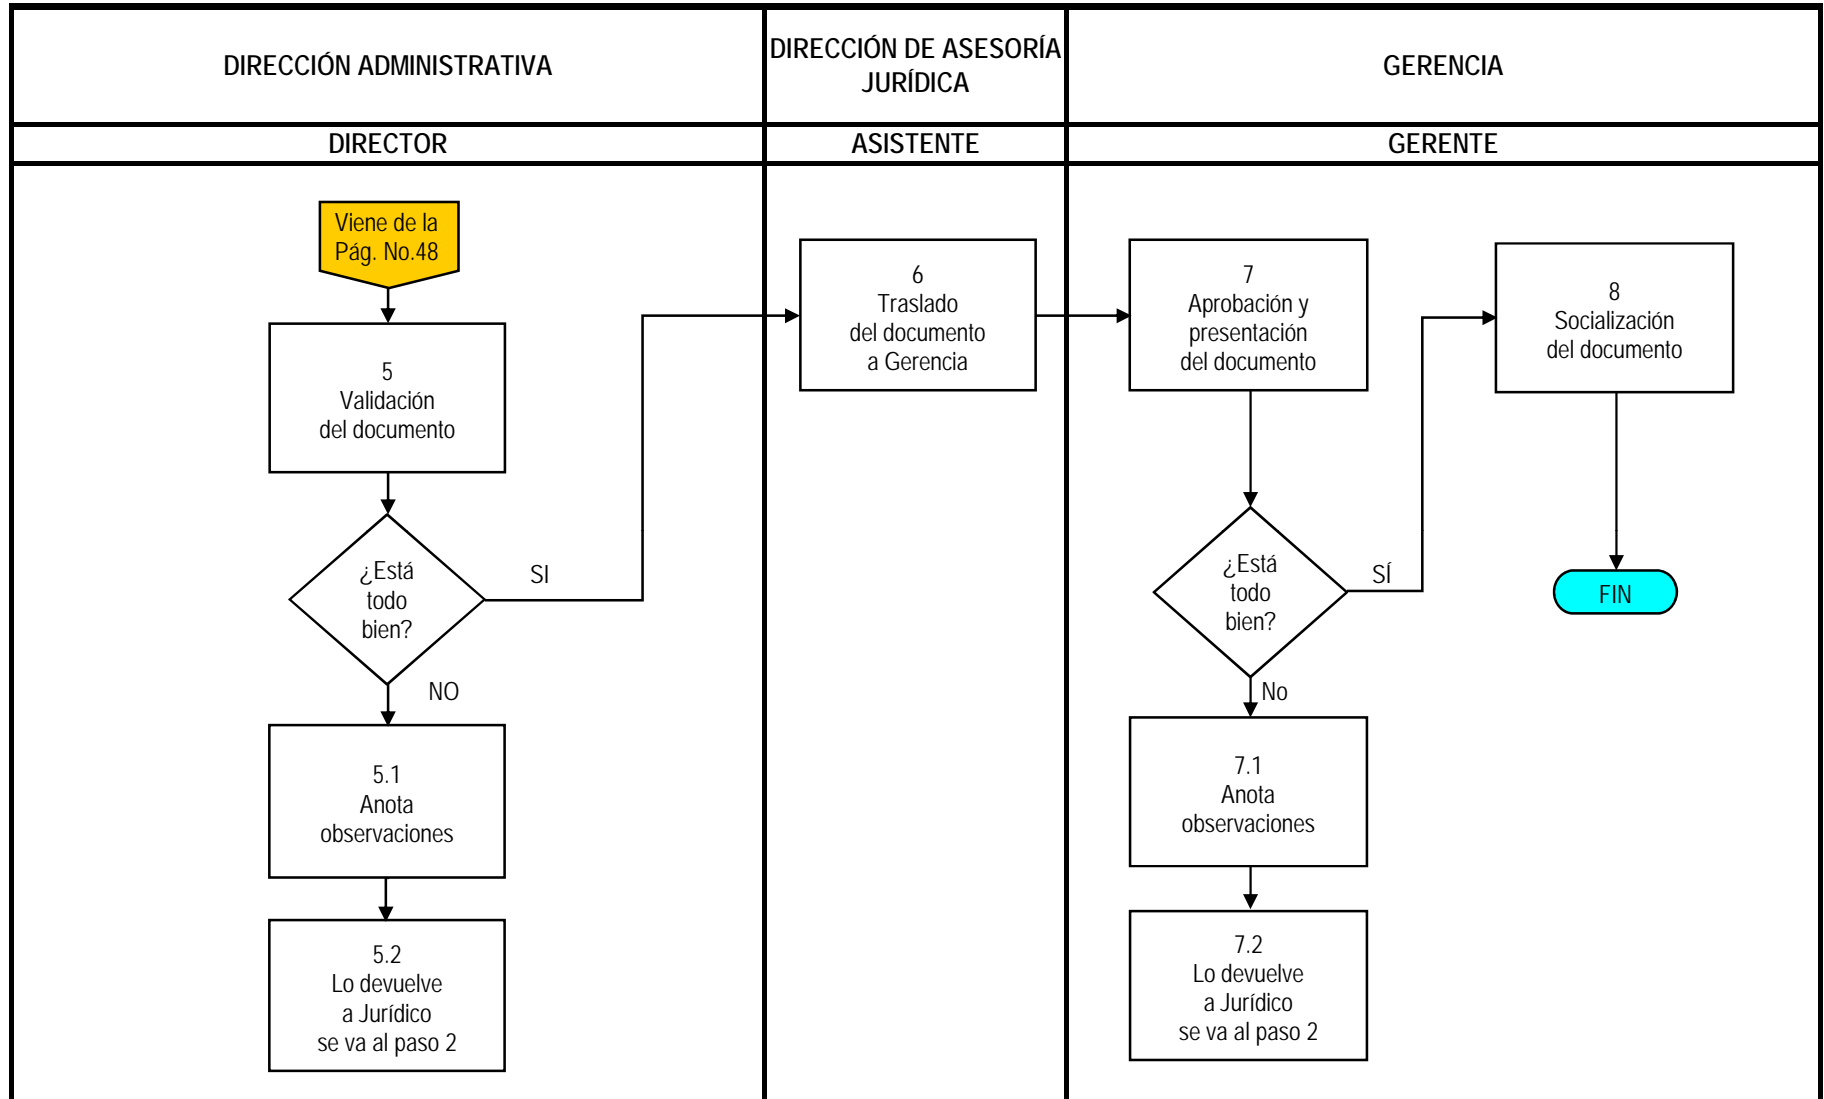 DIRECCIÓN ADMINISTRATIVA
DIRECCIÓN DE ASESORÍA
JURÍDICA
GERENCIA
DIRECTOR
ASISTENTE
GERENTE
Viene de la
Pág. No.48
5
Validación
del documento
¿Está
todo
bien?
SI
NO
5.1
Anota
observaciones
5.2
Lo devuelve
a Jurídico
se va al paso 2
6
Traslado
del documento
a Gerencia
7
Aprobación y
presentación
del documento
¿Está
todo
bien?
SÍ
No
7.1
Anota
observaciones
7.2
Lo devuelve
a Jurídico
se va al paso 2
8
Socialización
del documento
FIN